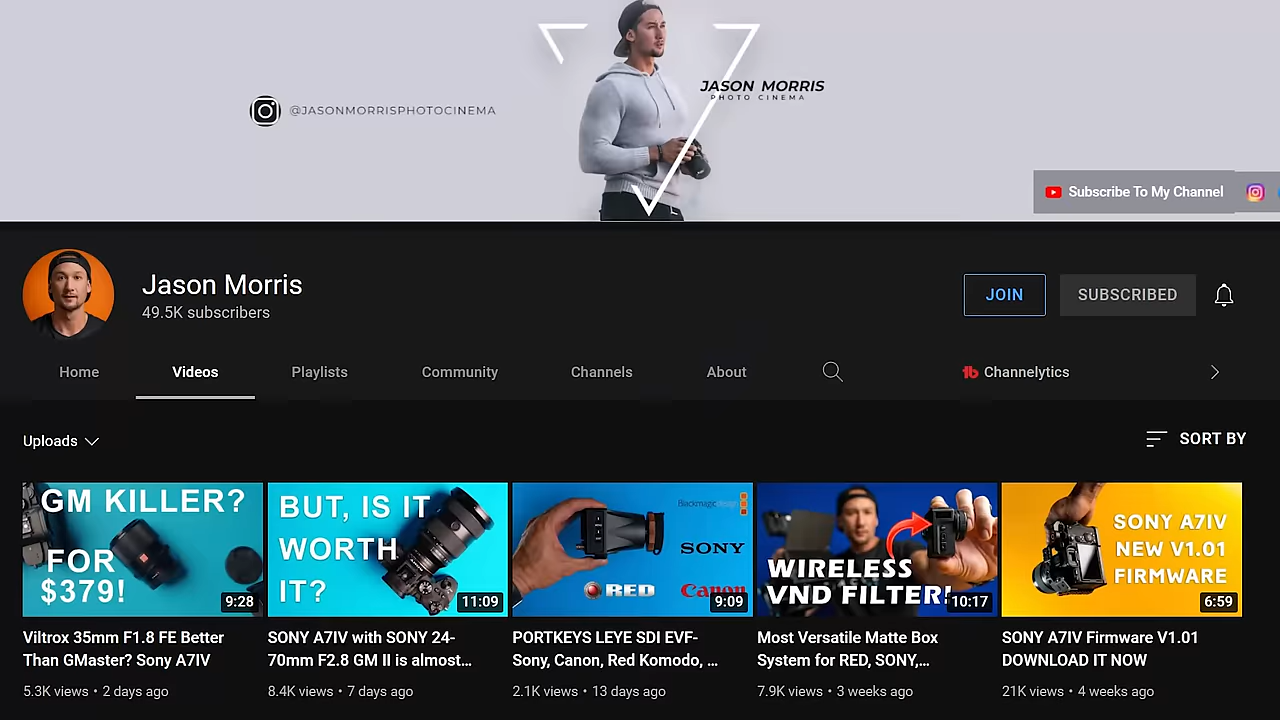 JASON MORRIS
PHOTO CINEMA
@JASONMORRISPHOTOCINEMA
Subscribe To My Channel
Jason Morris
49.5K subscribers
JOIN
SUBSCRIBED
Home
Videos
Playlists
Community
Channels
About
Channelytics
Uploads
SORT BY
GM KILLER?
FOR
$379!
9:28
BUT, IS IT
WORTH
IT?
11:09
Blackmagicdesign
SONY
RED
Canon
9:09
WIRELESS
VND FILTER!
10:17
SONY A7IV
NEW V1.01
FIRMWARE
6:59
Viltrox 35mm F1.8 FE Better
Than GMaster? Sony A7IV
5.3K views • 2 days ago
SONY A7IV with SONY 24-
70mm F2.8 GM II is almost...
8.4K views • 7 days ago
PORTKEYS LEYE SDI EVF-
Sony, Canon, Red Komodo, ...
2.1K views • 13 days ago
Most Versatile Matte Box
System for RED, SONY,...
7.9K views • 3 weeks ago
SONY A7IV Firmware V1.01
DOWNLOAD IT NOW
21K views • 4 weeks ago